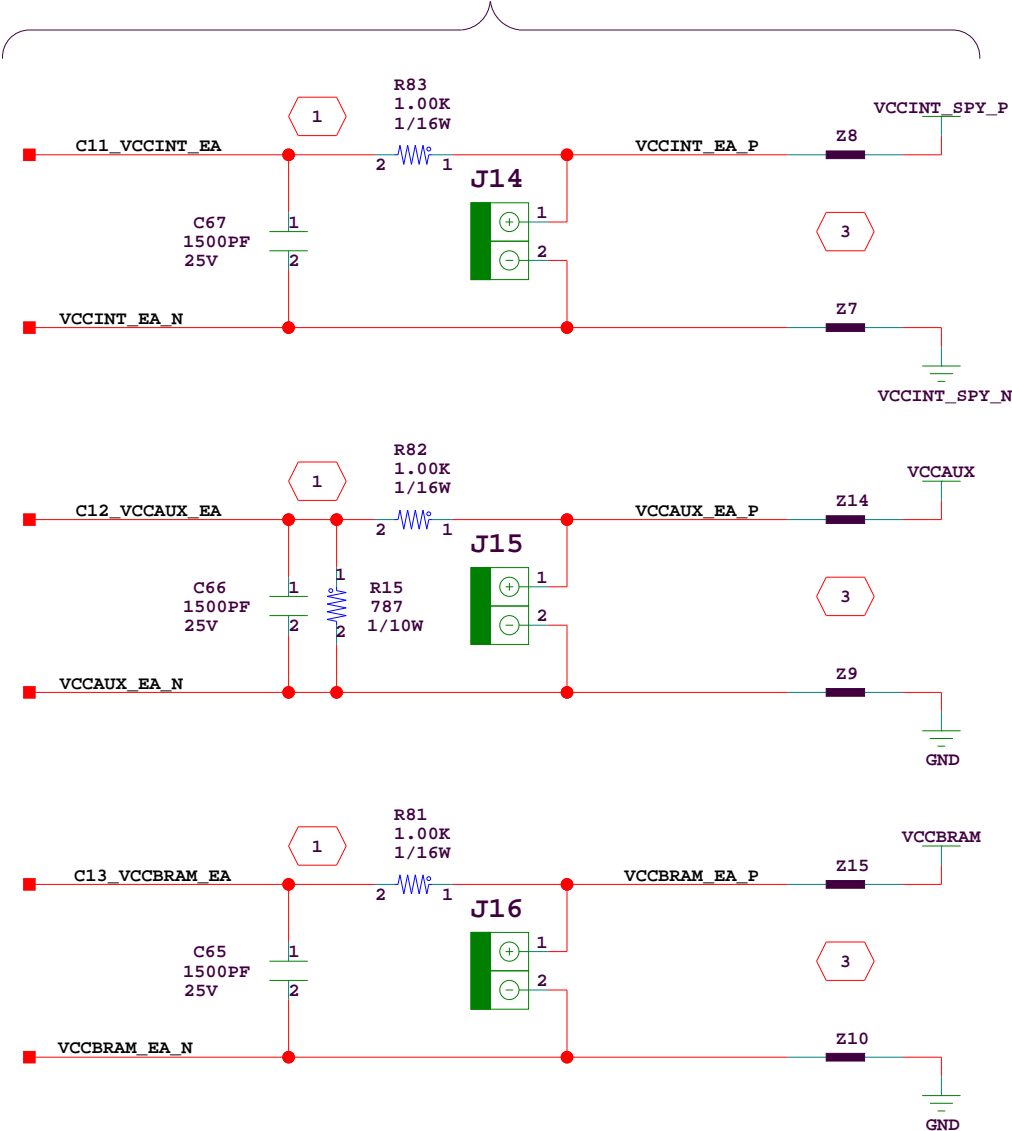 R83
1.00K
1/16W
1
VCCINT_SPY_P
C11_VCCINT_EA
VCCINT_EA_P
Z8
2
1
J14
1
2
C67
1500PF
25V
1
2
3
VCCINT_EA_N
Z7
VCCINT_SPY_N
R82
1.00K
1/16W
1
VCCAUX
C12_VCCAUX_EA
VCCAUX_EA_P
Z14
2
1
J15
1
2
C66
1500PF
25V
1
2
1
2
R15
787
1/10W
3
VCCAUX_EA_N
Z9
GND
R81
1.00K
1/16W
1
VCCBRAM
C13_VCCBRAM_EA
VCCBRAM_EA_P
Z15
2
1
J16
1
2
C65
1500PF
25V
1
2
3
VCCBRAM_EA_N
Z10
GND